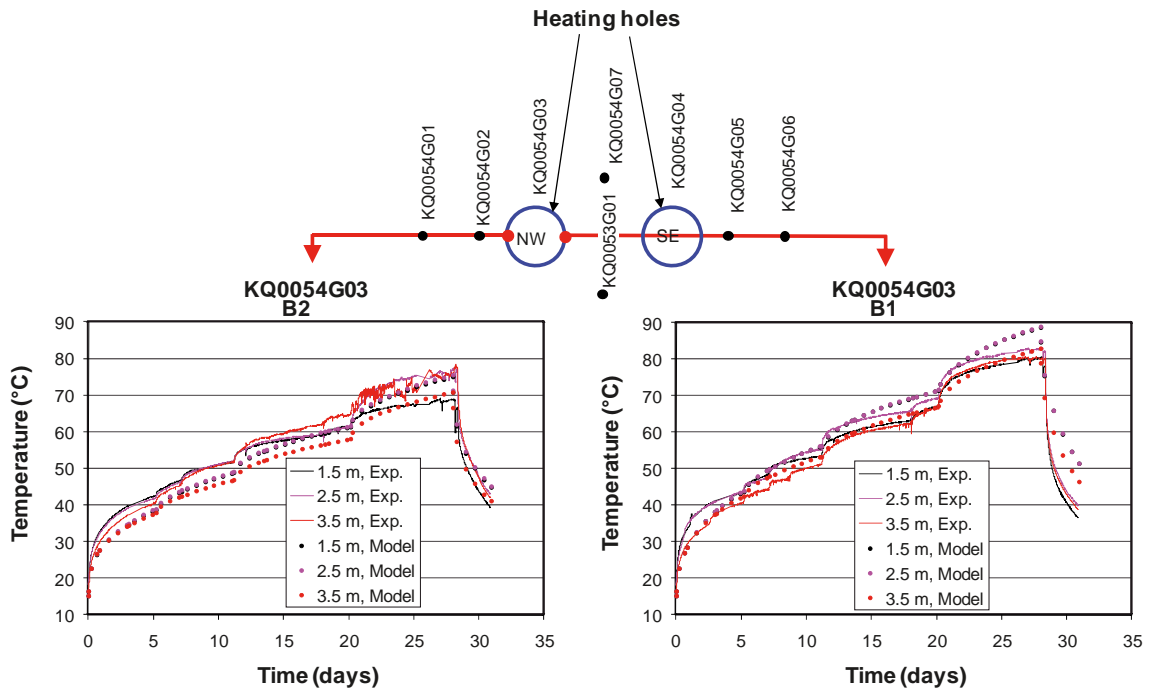 Heating holes
KQ0054G01
KQ0054G02
KQ0054G03
KQ0054G07
KQ0053G01
KQ0054G04
KQ0054G05
KQ0054G06
NW
SE
KQ0054G03
B2
Temperature (°C)
90
80
70
60
50
40
30
20
10
0
5
10
15
20
25
30
35
Time (days)
1.5 m, Exp.
2.5 m, Exp.
3.5 m, Exp.
1.5 m, Model
2.5 m, Model
3.5 m, Model
KQ0054G03
B1
Temperature (°C)
90
80
70
60
50
40
30
20
10
0
5
10
15
20
25
30
35
Time (days)
1.5 m, Exp.
2.5 m, Exp.
3.5 m, Exp.
1.5 m, Model
2.5 m, Model
3.5 m, Model